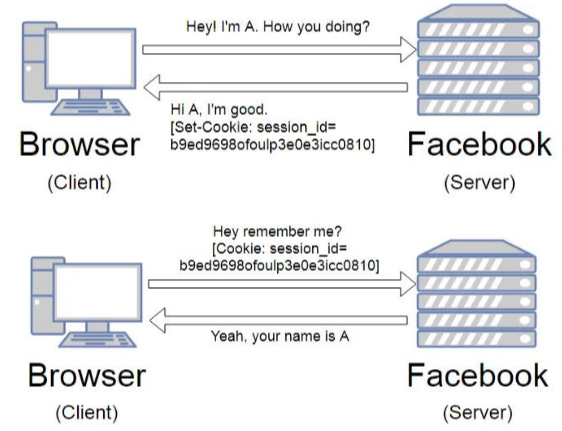 Hey! I'm A. How you doing?
Hi A, I'm good.
[Set-Cookie: session_id=
b9ed9698ofoulp3e0e3icc0810]
Browser
(Client)
Facebook
(Server)
Hey remember me?
[Cookie: session_id=
b9ed9698ofoulp3e0e3icc0810]
Yeah, your name is A
Browser
(Client)
Facebook
(Server)